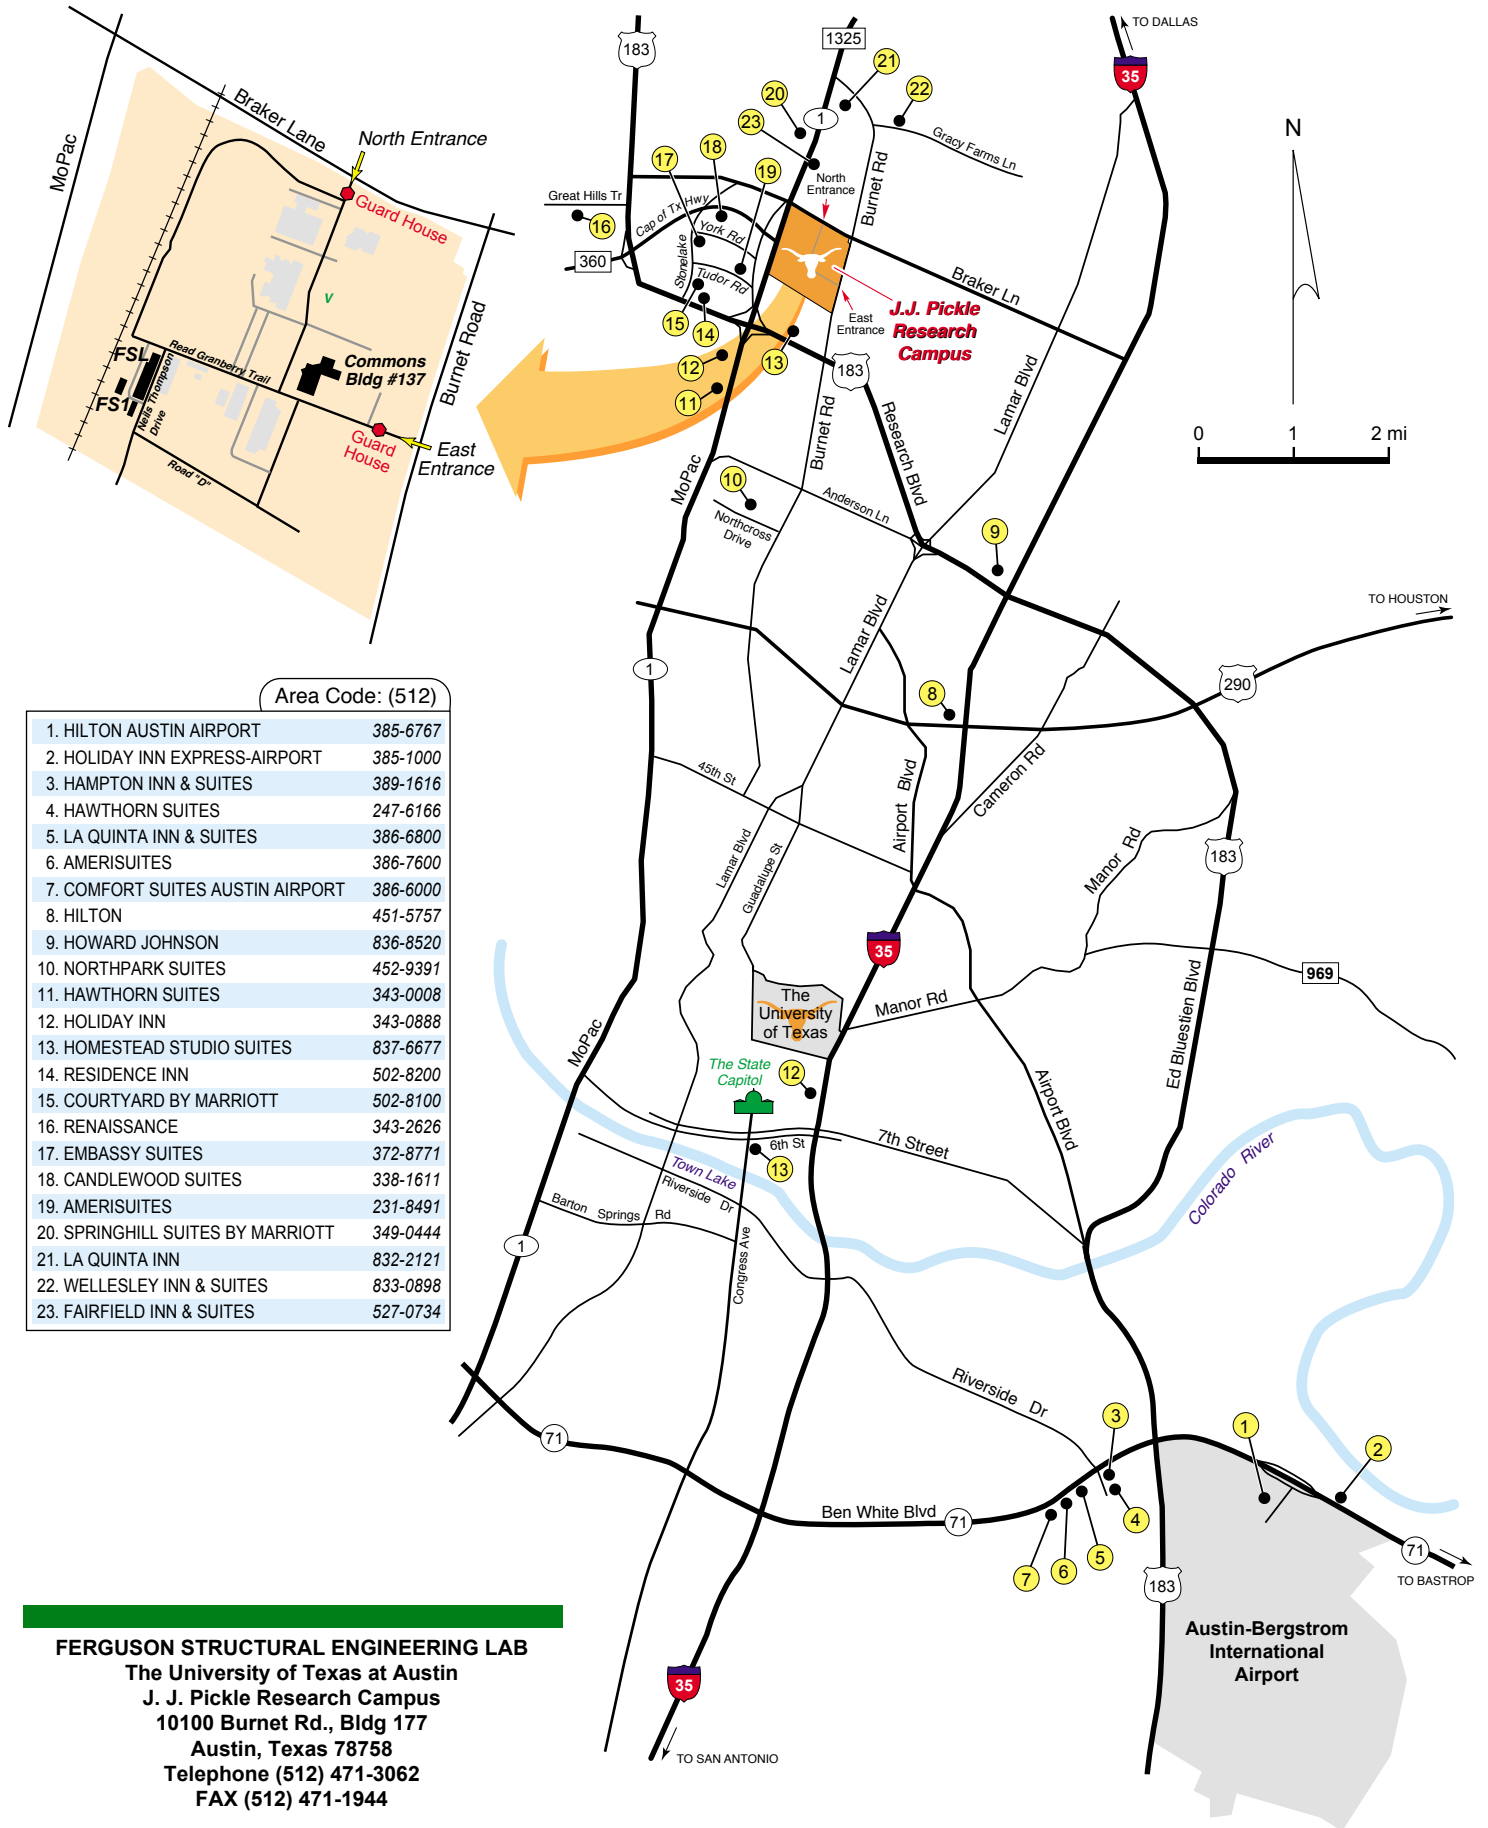 Braker Lane
North Entrance
Guard House
MoPac
V
FSL
FS1
Read Granberry Trail
Neils Thompson
Drive
Commons
Bldg #137
Guard
House
East
Entrance
Road "D"
Burnet Road
183
1325
TO DALLAS
35
21
20
22
1
23
Gracy Farms Ln
18
17
19
North
Entrance
Burnet Rd
N
Great Hills Tr
16
Cap of Tx Hwy
York Rd
360
Stonelake
Tudor Rd
Braker Ln
J.J. Pickle
Research
Campus
East
Entrance
15
14
13
12
11
183
0 1 2 mi
Lamar Blvd
Burnet Rd
Research Blvd
MoPac
10
Anderson Ln
Northcross
Drive
9
TO HOUSTON
Lamar Blvd
1
290
8
45th St
Airport Blvd
Cameron Rd
Lamar Blvd
Guadalupe St
Manor Rd
183
35
969
The
University
of Texas
Manor Rd
Ed Bluestien Blvd
MoPac
The State
Capitol
12
Airport Blvd
6th St
7th Street
13
Town Lake
Riverside Dr
Colorado River
Barton Springs Rd
1
Congress Ave
Riverside Dr
3
1
2
71
Ben White Blvd
71
4
5
6
7
71
TO BASTROP
183
Austin-Bergstrom
International
Airport
35
TO SAN ANTONIO
Area Code: (512)
1. HILTON AUSTIN AIRPORT 385-6767
2. HOLIDAY INN EXPRESS-AIRPORT 385-1000
3. HAMPTON INN & SUITES 389-1616
4. HAWTHORN SUITES 247-6166
5. LA QUINTA INN & SUITES 386-6800
6. AMERISUITES 386-7600
7. COMFORT SUITES AUSTIN AIRPORT 386-6000
8. HILTON 451-5757
9. HOWARD JOHNSON 836-8520
10. NORTHPARK SUITES 452-9391
11. HAWTHORN SUITES 343-0008
12. HOLIDAY INN 343-0888
13. HOMESTEAD STUDIO SUITES 837-6677
14. RESIDENCE INN 502-8200
15. COURTYARD BY MARRIOTT 502-8100
16. RENAISSANCE 343-2626
17. EMBASSY SUITES 372-8771
18. CANDLEWOOD SUITES 338-1611
19. AMERISUITES 231-8491
20. SPRINGHILL SUITES BY MARRIOTT 349-0444
21. LA QUINTA INN 832-2121
22. WELLESLEY INN & SUITES 833-0898
23. FAIRFIELD INN & SUITES 527-0734
FERGUSON STRUCTURAL ENGINEERING LAB
The University of Texas at Austin
J. J. Pickle Research Campus
10100 Burnet Rd., Bldg 177
Austin, Texas 78758
Telephone (512) 471-3062
FAX (512) 471-1944